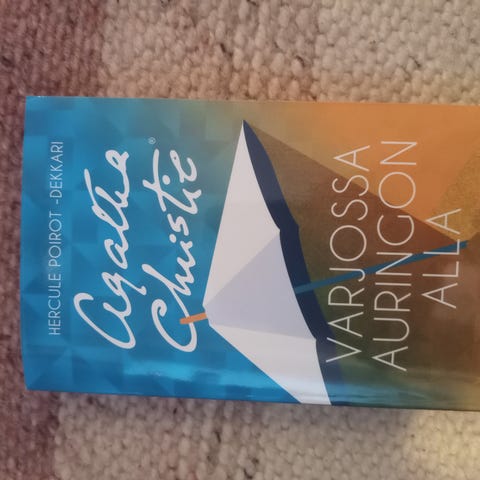 HERCULE POIROT -DEKKARI
Agatha
Christie®
VARJOSSA
AURINGON
ALLA